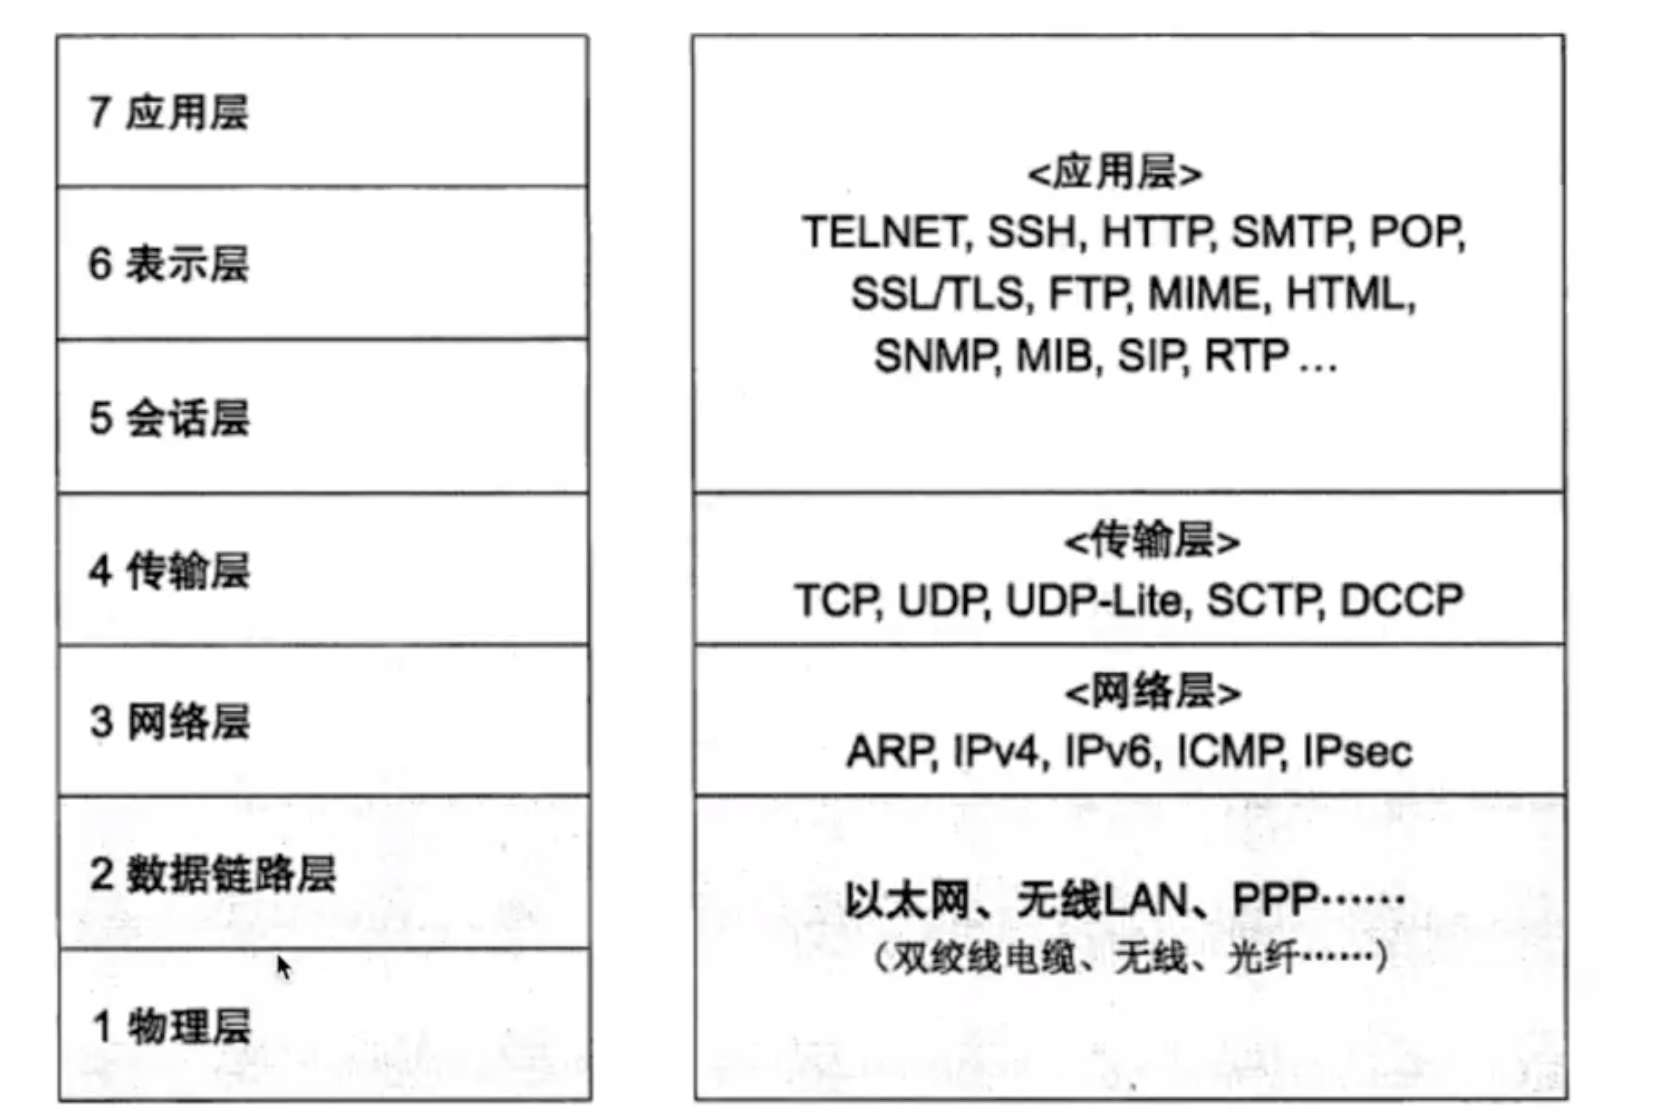 7 应用层
6 表示层
5 会话层
4 传输层
3 网络层
2 数据链路层
1 物理层
<应用层>
TELNET, SSH, HTTP, SMTP, POP,
SSL/TLS, FTP, MIME, HTML,
SNMP, MIB, SIP, RTP ...
<传输层>
TCP, UDP, UDP-Lite, SCTP, DCCP
<网络层>
ARP, IPv4, IPv6, ICMP, IPsec
以太网、无线LAN、PPP……
（双绞线电缆、无线、光纤……）